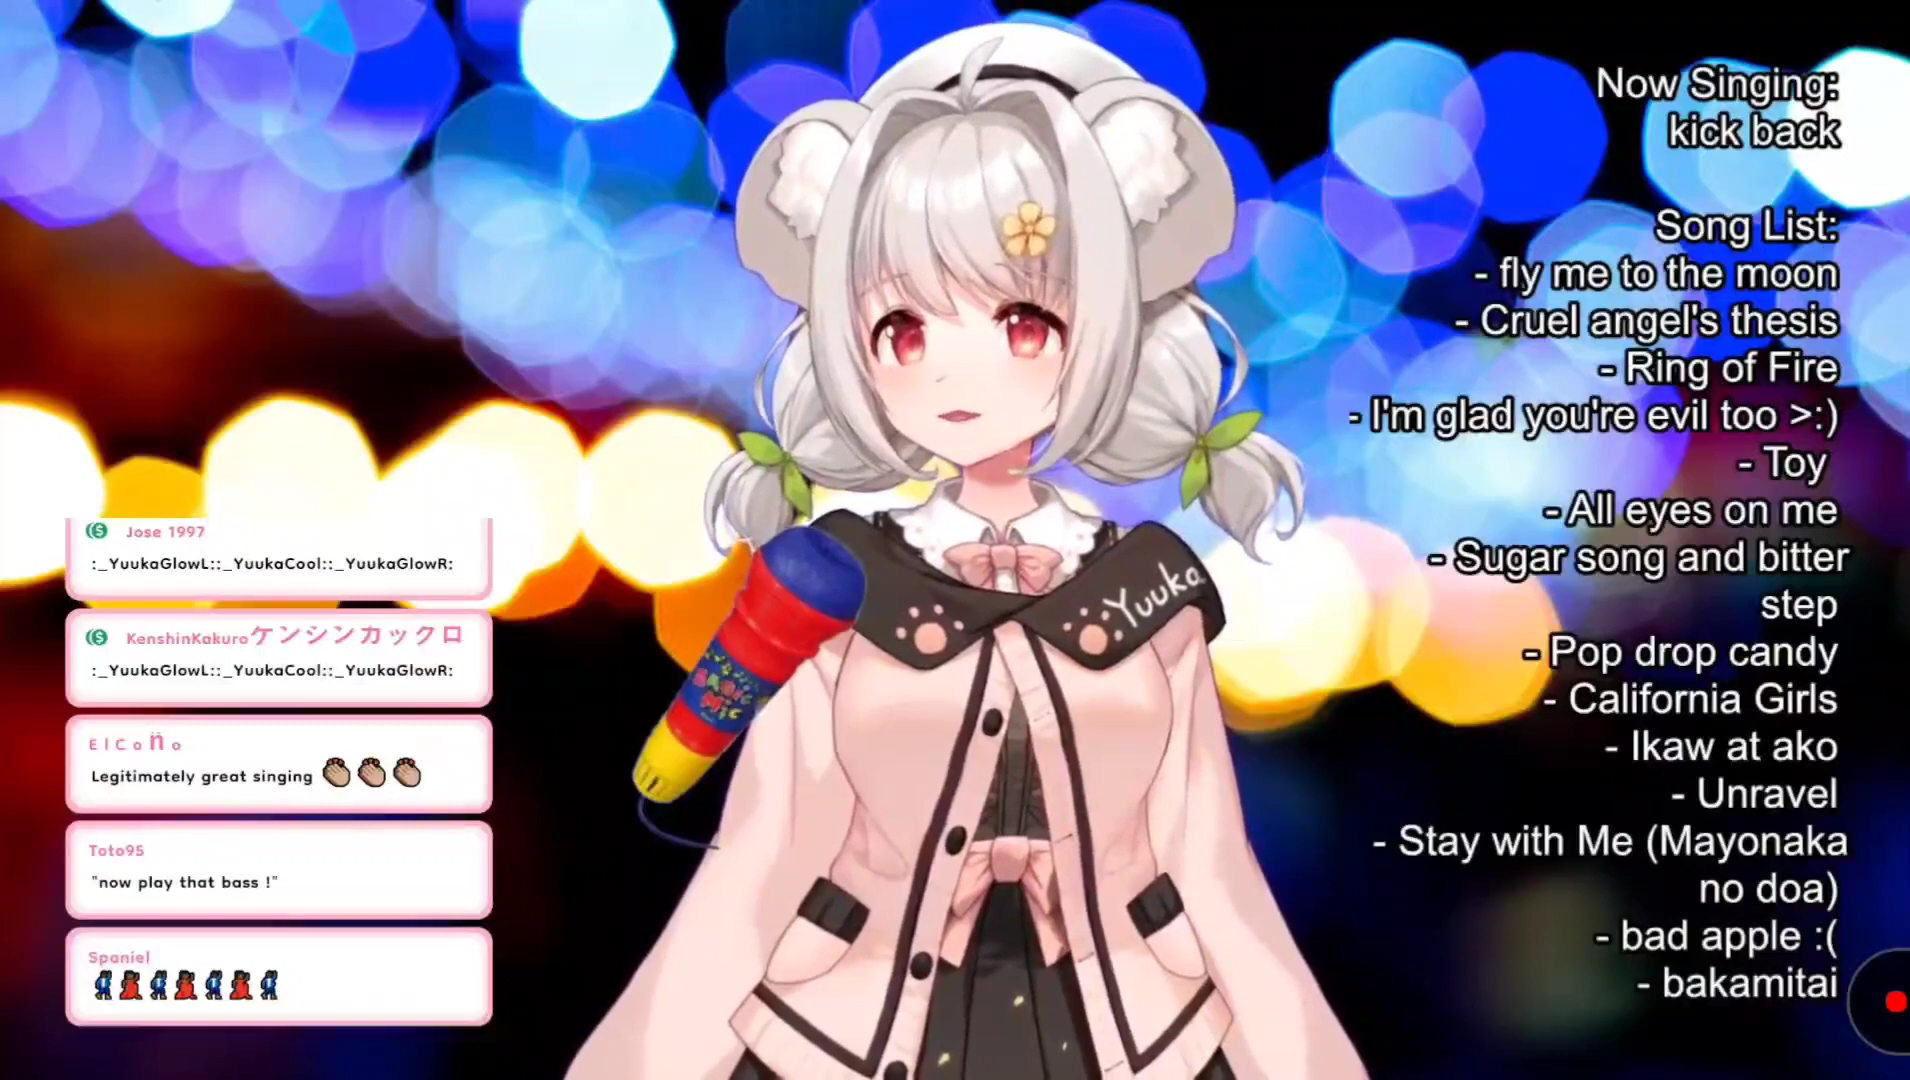 Now Singing:
kick back
Song List:
- fly me to the moon
- Cruel angel's thesis
- Ring of Fire
- I'm glad you're evil too >:)
- Toy
- All eyes on me
- Sugar song and bitter
step
- Pop drop candy
- California Girls
- Ikaw at ako
- Unravel
- Stay with Me (Mayonaka
no doa)
- bad apple :(
- bakamitai
Jose 1997
:_YuukaGlowL::_YuukaCool::_YuukaGlowR:
KenshinKakuroケンシンカックロ
:_YuukaGlowL::_YuukaCool::_YuukaGlowR:
ElCoño
Legitimately great singing 👏🏼👏🏼👏🏼
Toto95
"now play that bass !"
Spaniel
🕺💃🕺💃🕺💃🕺
Yuuka
MAGIC
MIC